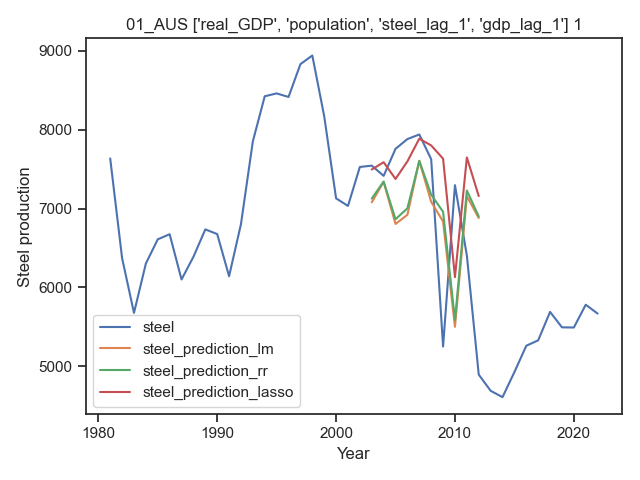 01_AUS ['real_GDP', 'population', 'steel_lag_1', 'gdp_lag_1'] 1
9000
8000
7000
6000
5000
Steel production
steel
steel_prediction_lm
steel_prediction_rr
steel_prediction_lasso
1980
1990
2000
2010
2020
Year